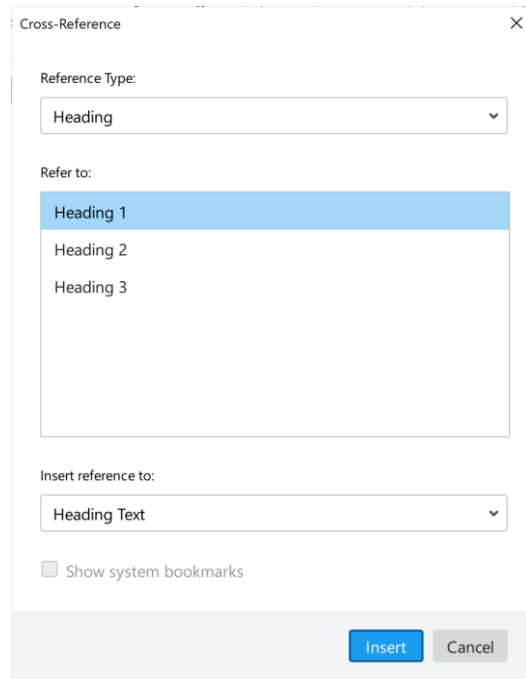 Cross-Reference
Reference Type:
Heading
Refer to:
Heading 1
Heading 2
Heading 3
Insert reference to:
Heading Text
Show system bookmarks
Insert Cancel